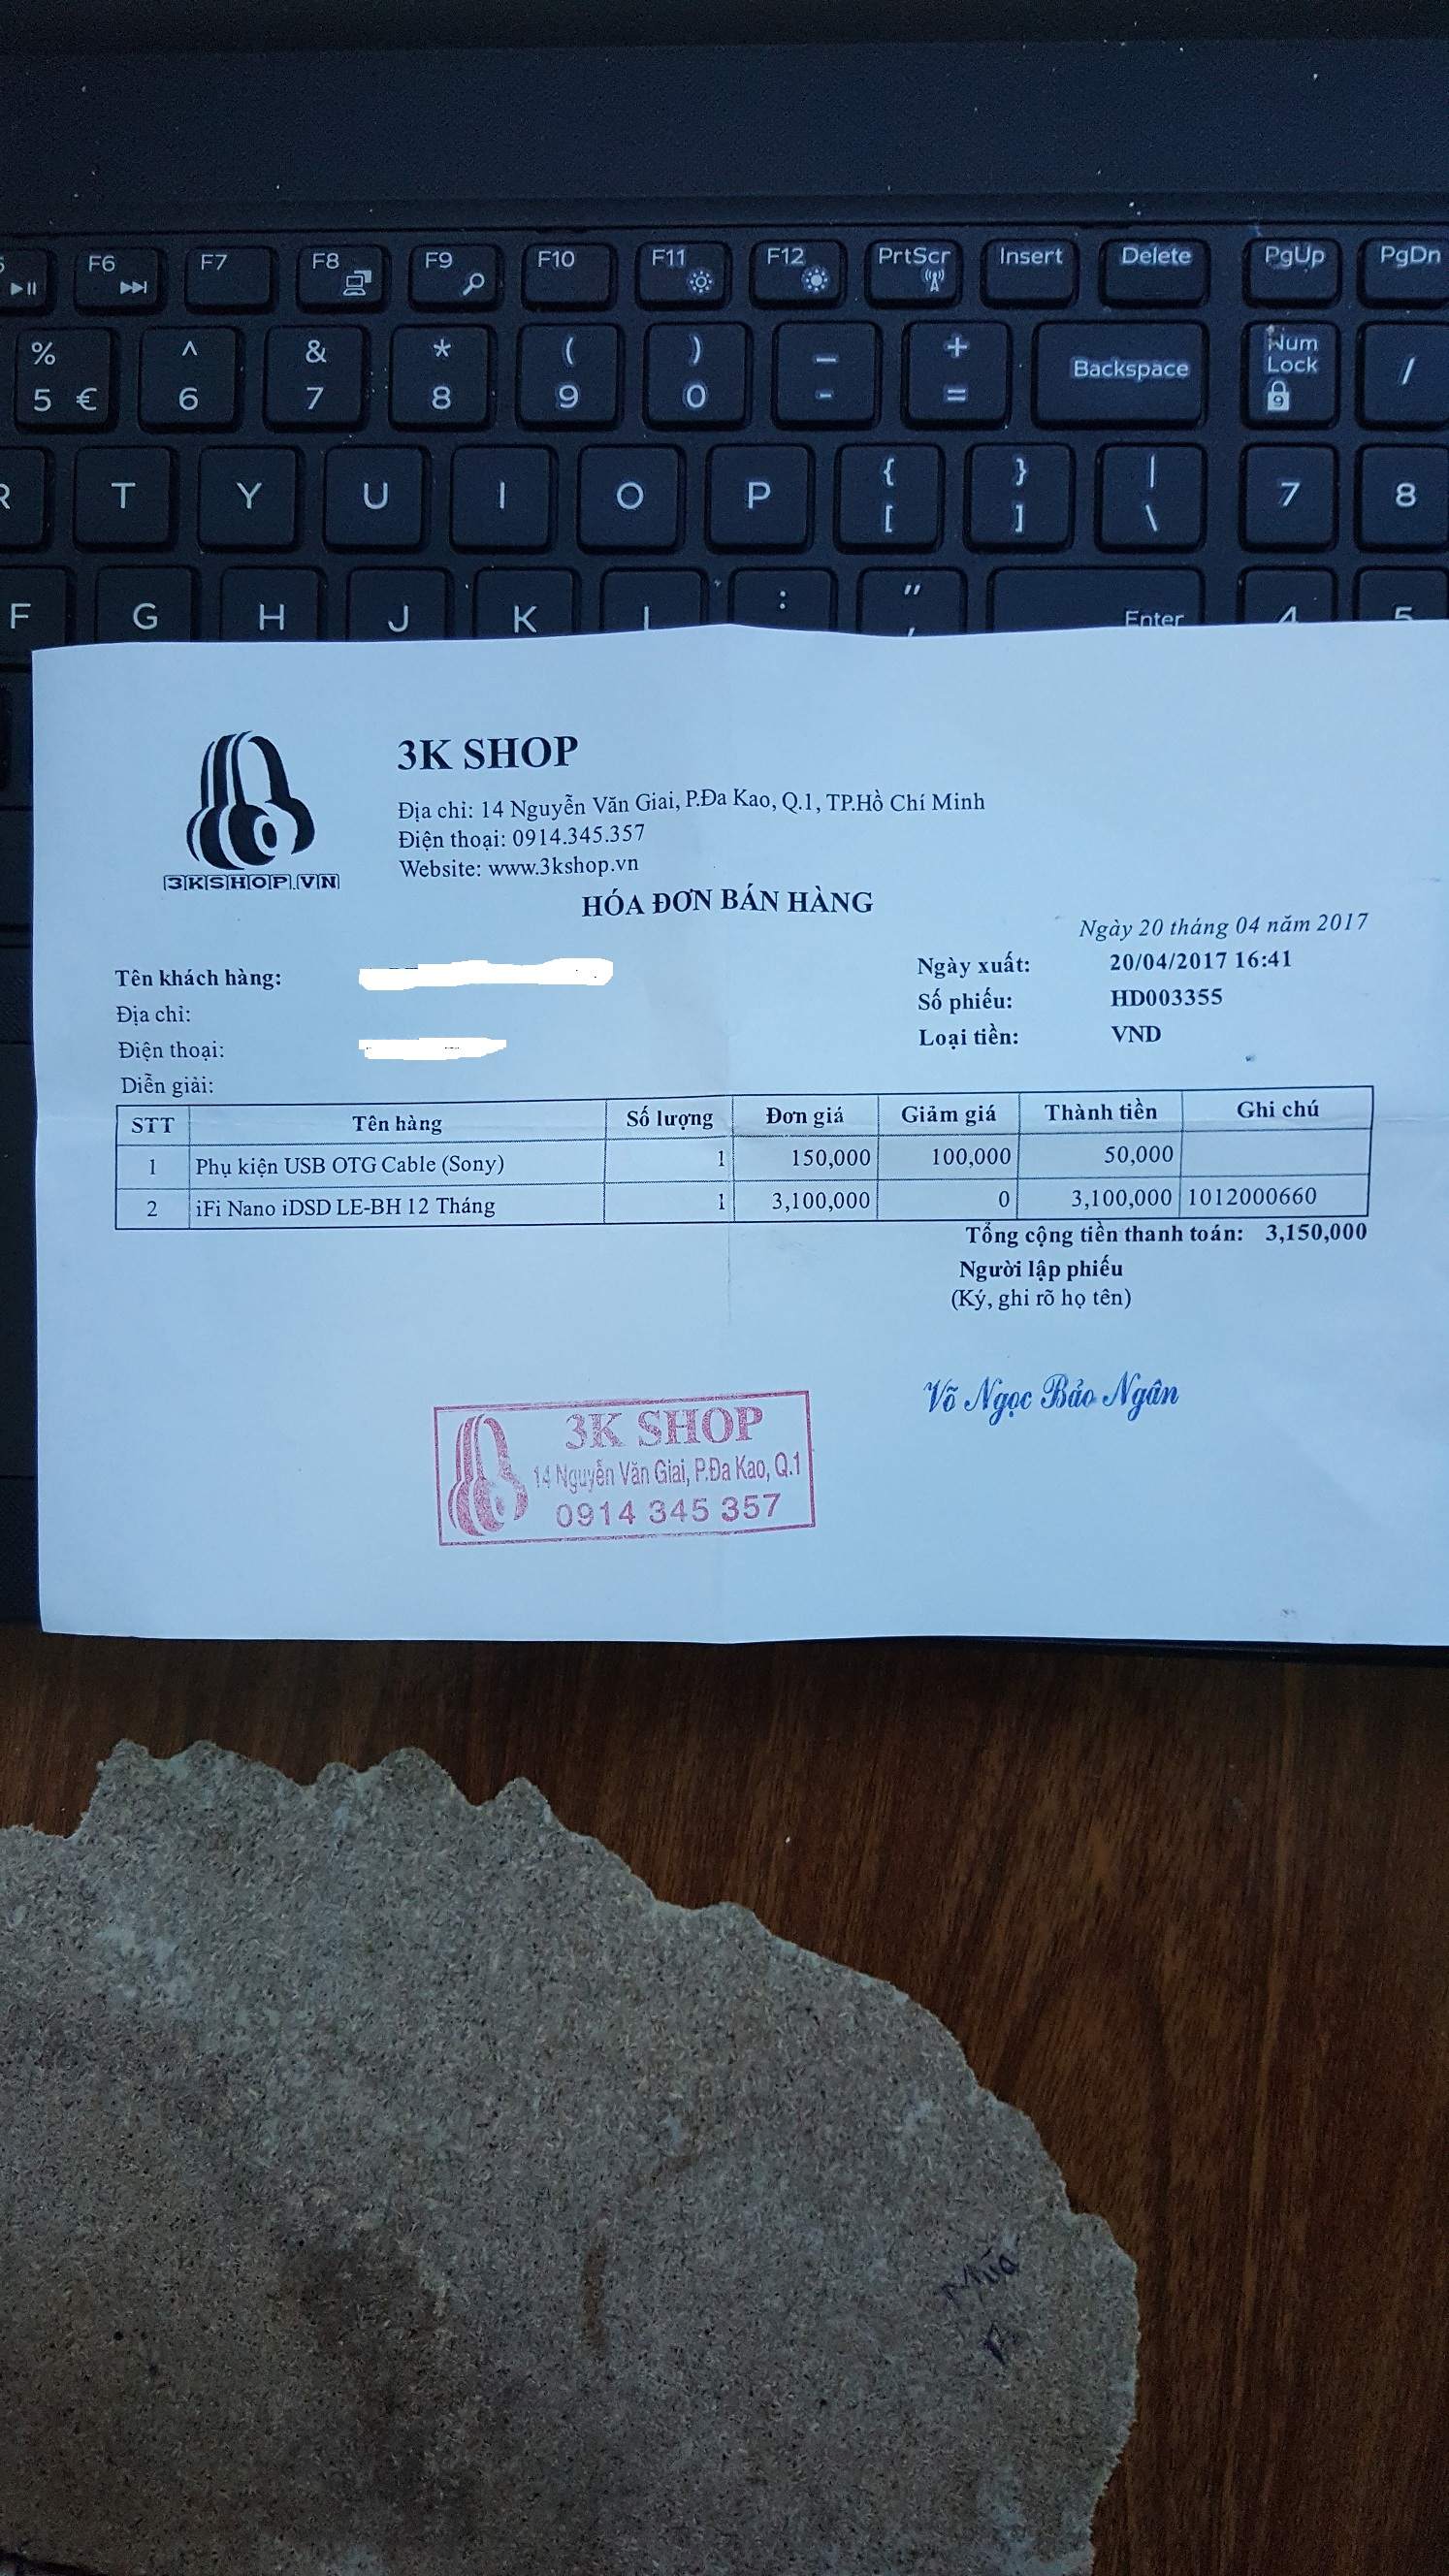 F6 F7 F8 F9 F10 F11 F12 PrtScr Insert Delete PgUp PgDn
% ^ & * ( ) _ + Num
5 € 6 7 8 9 0 - = Backspace Lock /
9
R T Y U I O P { } | 7 8
[ ] \
F G H J K L : " Enter 4 5
3K SHOP
Địa chỉ: 14 Nguyễn Văn Giai, P.Đa Kao, Q.1, TP.Hồ Chí Minh
Điện thoại: 0914.345.357
Website: www.3kshop.vn
3KSHOP.VN
HÓA ĐƠN BÁN HÀNG
Ngày 20 tháng 04 năm 2017
Tên khách hàng:
Địa chỉ:
Điện thoại:
Diễn giải:
Ngày xuất: 20/04/2017 16:41
Số phiếu: HD003355
Loại tiền: VND
STT Tên hàng Số lượng Đơn giá Giảm giá Thành tiền Ghi chú
1 Phụ kiện USB OTG Cable (Sony) 1 150,000 100,000 50,000
2 iFi Nano iDSD LE-BH 12 Tháng 1 3,100,000 0 3,100,000 1012000660
Tổng cộng tiền thanh toán: 3,150,000
Người lập phiếu
(Ký, ghi rõ họ tên)
Võ Ngọc Bảo Ngân
3K SHOP
14 Nguyễn Văn Giai, P.Đa Kao, Q.1
0914 345 357